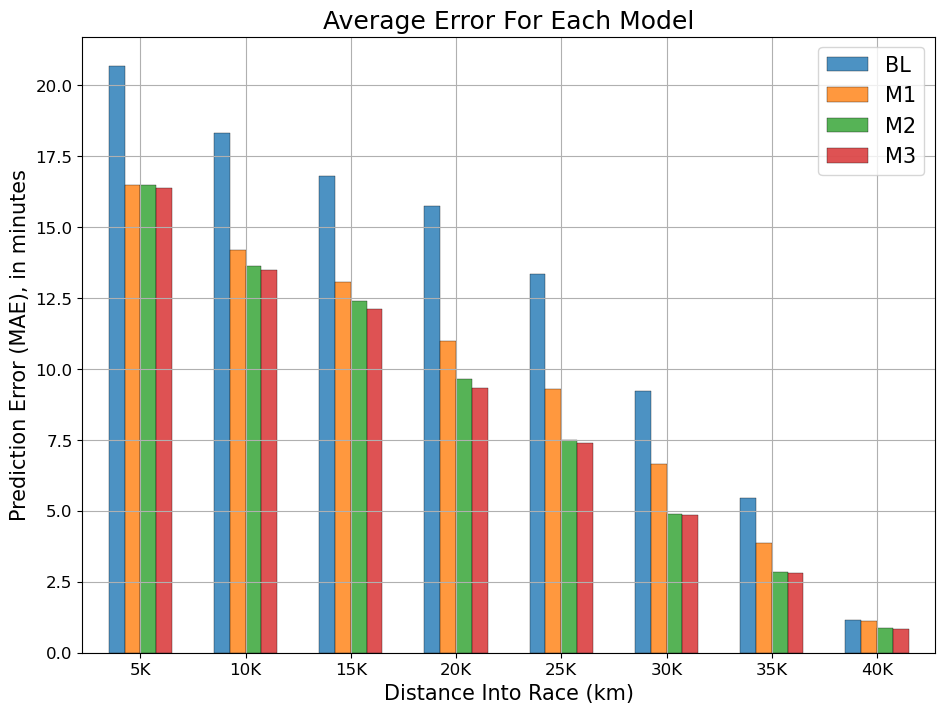 Average Error For Each Model
BL
M1
M2
M3
Prediction Error (MAE), in minutes
20.0
17.5
15.0
12.5
10.0
7.5
5.0
2.5
0.0
5K 10K 15K 20K 25K 30K 35K 40K
Distance Into Race (km)